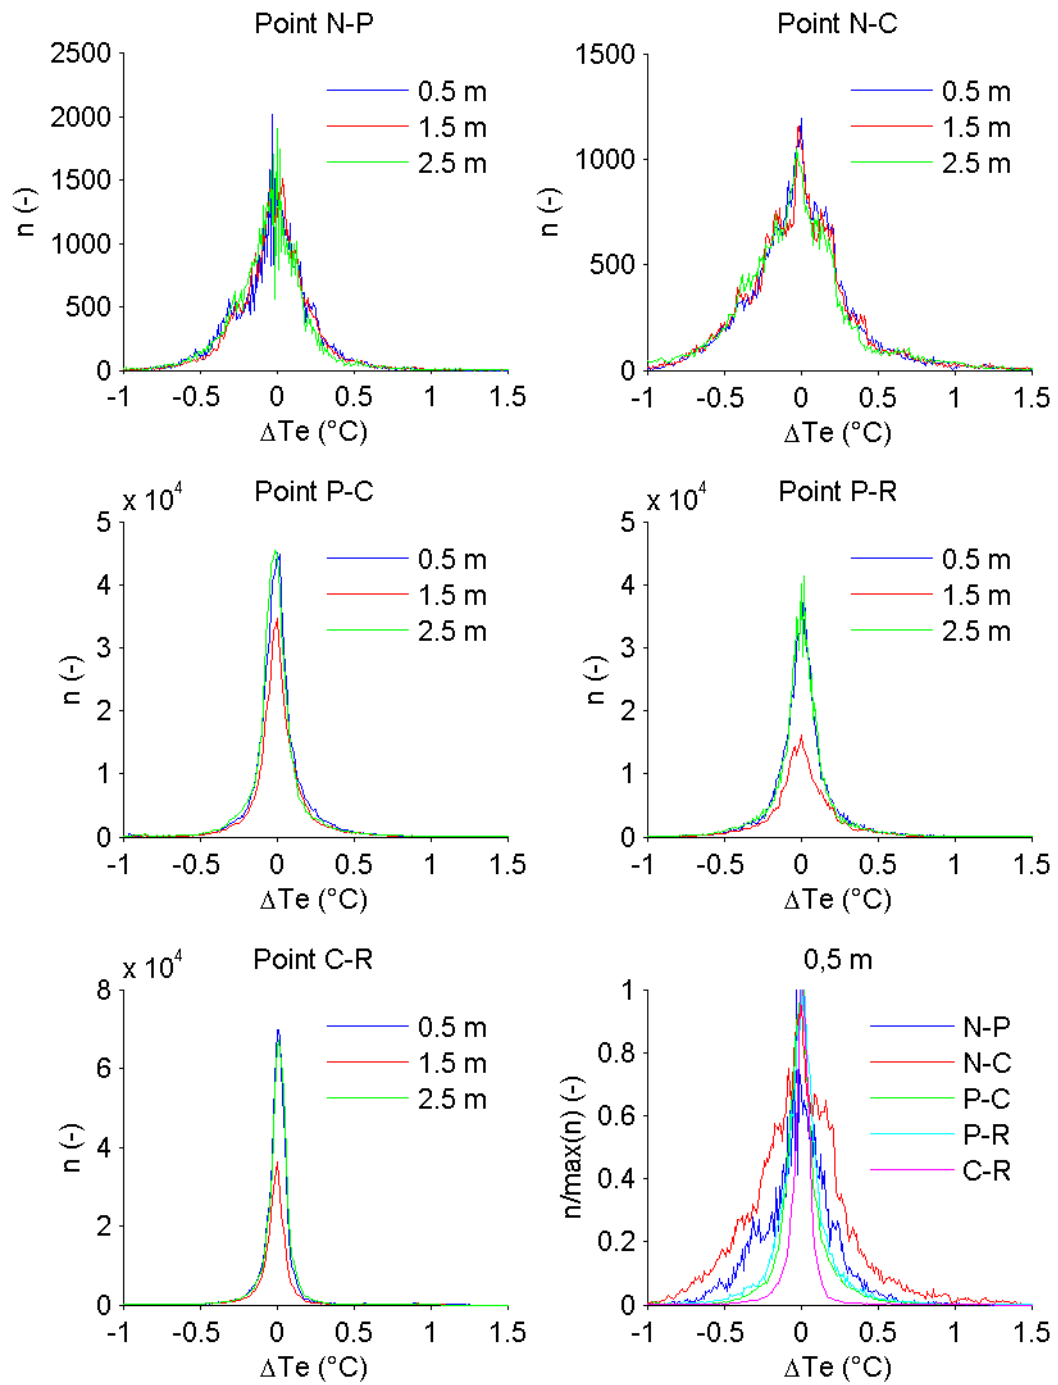 Point N-P
2500
2000
1500
1000
500
0
n (-)
0.5 m
1.5 m
2.5 m
-1 -0.5 0 0.5 1 1.5
ΔTe (°C)
Point N-C
1500
1000
500
0
n (-)
0.5 m
1.5 m
2.5 m
-1 -0.5 0 0.5 1 1.5
ΔTe (°C)
x 10^4
Point P-C
5
4
3
2
1
0
n (-)
0.5 m
1.5 m
2.5 m
-1 -0.5 0 0.5 1 1.5
ΔTe (°C)
x 10^4
Point P-R
5
4
3
2
1
0
n (-)
0.5 m
1.5 m
2.5 m
-1 -0.5 0 0.5 1 1.5
ΔTe (°C)
x 10^4
Point C-R
8
6
4
2
0
n (-)
0.5 m
1.5 m
2.5 m
-1 -0.5 0 0.5 1 1.5
ΔTe (°C)
0,5 m
1
0.8
0.6
0.4
0.2
0
n/max(n) (-)
N-P
N-C
P-C
P-R
C-R
-1 -0.5 0 0.5 1 1.5
ΔTe (°C)